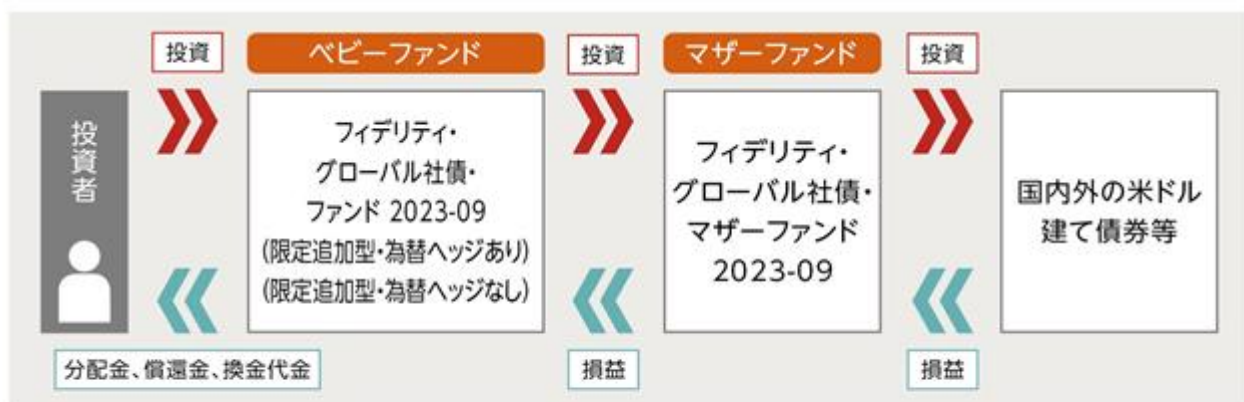 投資
ベビーファンド
投資
マザーファンド
投資
投資者
フィデリティ・
グローバル社債・
ファンド 2023-09
(限定追加型・為替ヘッジあり)
(限定追加型・為替ヘッジなし)
フィデリティ・
グローバル社債・
マザーファンド
2023-09
国内外の米ドル
建て債券等
分配金、償還金、換金代金
損益
損益